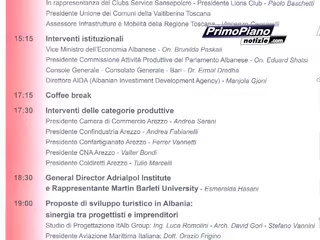 In rappresentanza dei Clubs Service Sansepolcro - Presidente Lions Club - Paolo Baschetti
Presidente Unione dei Comuni della Valtiberina Toscana
Assessore Infrastrutture e Mobilità della Regione Toscana
PrimoPiano
notizie.com
15:15 Interventi istituzionali
Vice Ministro dell'Economia Albanese - On. Brunilda Paskali
Presidente Commissione Attività Produttive del Parlamento Albanese - On. Eduard Shalsi
Console Generale - Consolato Generale - Bari - Dr. Ermal Dredha
Direttore AIDA (Albanian Investment Development Agency) - Manjola Gjoni
17:15 Coffee break
17:30 Interventi delle categorie produttive
Presidente Camera di Commercio Arezzo - Andrea Sereni
Presidente Confindustria Arezzo - Andrea Fabianelli
Presidente Confartigianato Arezzo - Ferrer Vannetti
Presidente CNA Arezzo - Valter Bondi
Presidente Coldiretti Arezzo - Tulio Marcelli
18:30 General Director Adrialpol Institute
e Rappresentante Martin Barleti University - Esmeralda Hasani
19:00 Proposte di sviluppo turistico in Albania:
sinergia tra progettisti e imprenditori
Studio di Progettazione ItAlb Group: Ing. Luca Romolini - Arch. David Gori - Stefano Vannini
Presidente Aviazione Marittima Italiana: Dott. Orazio Frigino